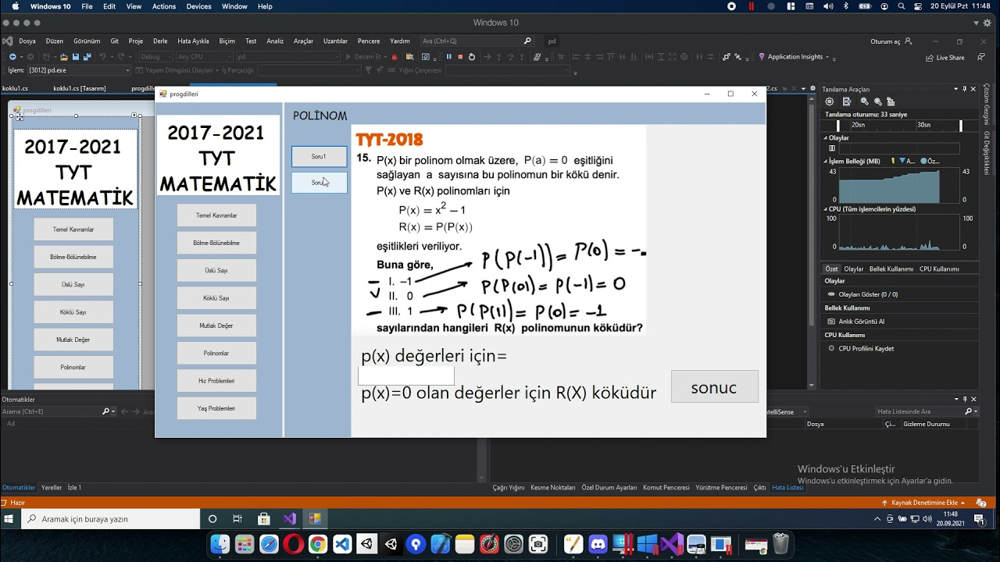 Windows 10 File Edit View Actions Devices Window Help
20 Eylül Pzt 11:48
Windows 10
Dosya Düzen Görünüm Git Proje Derle Hata Ayıkla Biçim Test Analiz Araçlar Uzantılar Pencere Yardım
Ara (Ctrl+Q)
pd
Oturum aç
Debug Any CPU pd Devam Et
Application Insights
Live Share
İşlem: [3012] pd.exe
Yaşam Döngüsü Olayları
İş Parçacığı:
Yığın Çerçevesi:
koklu1.cs
koklu1.cs [Tasarım]
progdilleri
2017-2021
TYT
MATEMATİK
Temel Kavramlar
Bölme-Bölünebilme
Üslü Sayı
Köklü Sayı
Mutlak Değer
Polinomlar
progdilleri
2017-2021
TYT
MATEMATİK
Temel Kavramlar
Bölme-Bölünebilme
Üslü Sayı
Köklü Sayı
Mutlak Değer
Polinomlar
Hız Problemleri
Yaş Problemleri
POLİNOM
Soru1
TYT-2018
15. P(x) bir polinom olmak üzere, P(a) = 0 eşitliğini
sağlayan a sayısına bu polinomun bir kökü denir.
P(x) ve R(x) polinomları için
P(x) = x² − 1
R(x) = P(P(x))
eşitlikleri veriliyor.
Buna göre,
I. −1 P(P(-1)) = P(0) = -
II. 0 P(P(0)) = P(-1) = 0
III. 1 P(P(1)) = P(0) = -1
sayılarından hangileri R(x) polinomunun köküdür?
p(x) değerleri için=
p(x)=0 olan değerler için R(X) köküdür
sonuc
Tanılama Araçları
Tanılama oturumu: 33 saniye
20sn 30sn
Olaylar
İşlem Belleği (MB) A... Öz...
43 43
0 0
CPU (Tüm işlemcilerin yüzdesi)
100 100
0 0
Özet Olaylar Bellek Kullanımı CPU Kullanımı
Olaylar
Olayları Göster (0 / 0)
Bellek Kullanımı
Anlık Görüntü Al
CPU Kullanımı
CPU Profilini Kaydet
Çözüm Gezgini
Git Değişiklikleri
Otomatikler
Arama (Ctrl+E)
Ad
Otomatikler Yereller İzle 1
Hata Listesinde Ara
Dosya Çi... Gizleme Durumu
Windows'u Etkinleştir
Windows'u etkinleştirmek için Ayarlar'a gidin.
Çağrı Yığını Kesme Noktaları Özel Durum Ayarları Komut Penceresi Yürütme Penceresi Çıktı Hata Listesi
Hazır
Kaynak Denetimine Ekle
2
Aramak için buraya yazın
11:48
20.09.2021